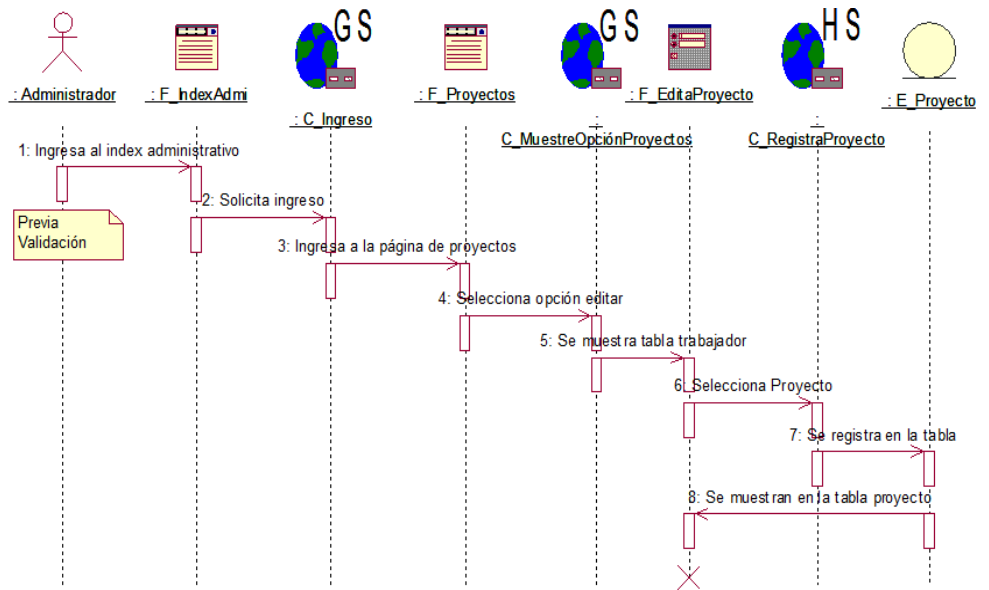 GS
GS
HS
: Administrador
: F_IndexAdmi
: C_Ingreso
: F_Proyectos
:
C_MuestreOpciónProyectos
: F_EditaProyecto
:
C_RegistraProyecto
: E_Proyecto
1: Ingresa al index administrativo
Previa
Validación
2: Solicita ingreso
3: Ingresa a la página de proyectos
4: Selecciona opción editar
5: Se muestra tabla trabajador
6: Selecciona Proyecto
7: Se registra en la tabla
8: Se muestran en la tabla proyecto